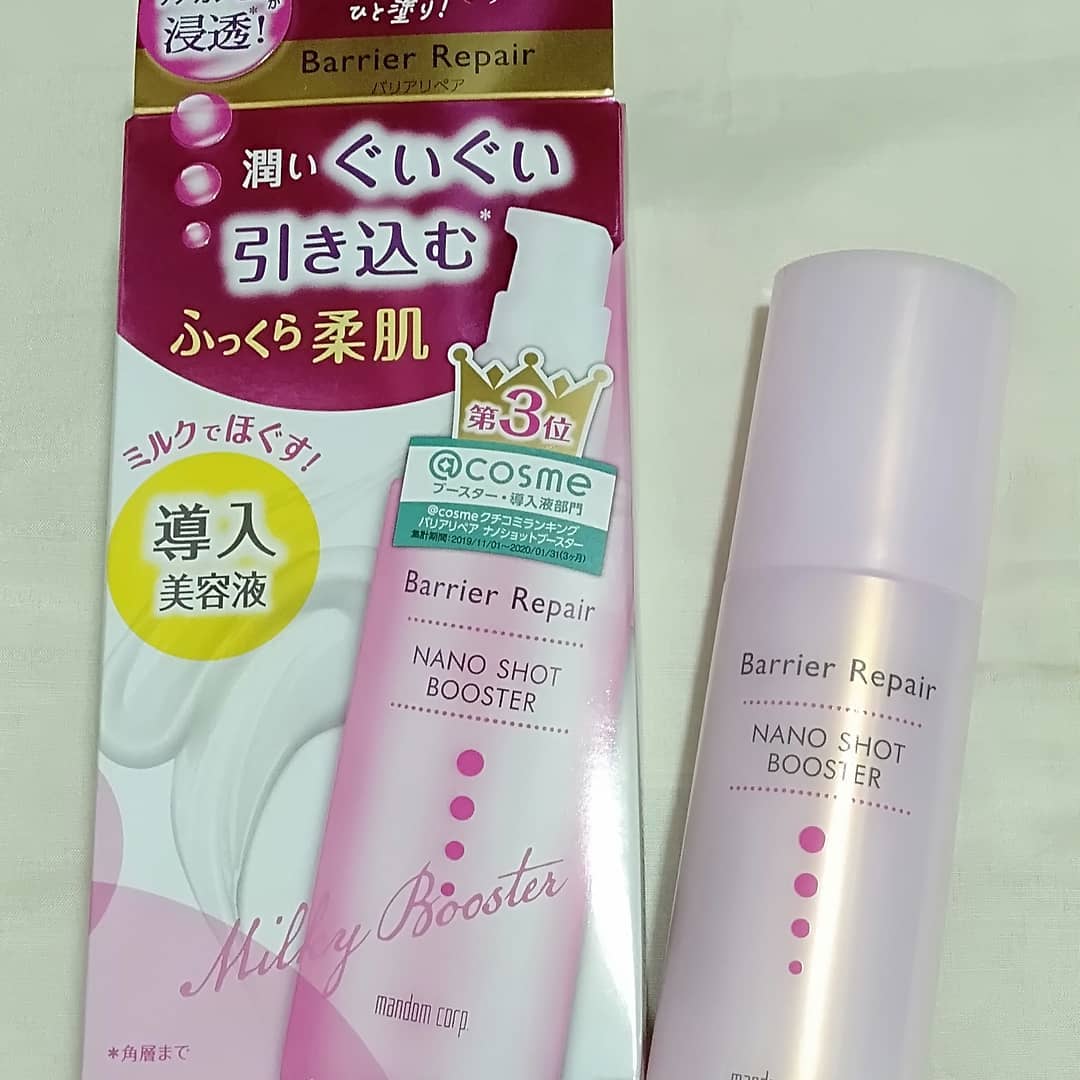 浸透!*
ひと塗り!
Barrier Repair
バリアリペア
潤いぐいぐい
引き込む*
ふっくら柔肌
第3位
@cosme
ブースター・導入液部門
@cosmeクチコミランキング
バリアリペア ナノショットブースター
集計期間:2019/11/01~2020/01/31(3ヶ月)
ミルクでほぐす!
導入
美容液
Barrier Repair
NANO SHOT
BOOSTER
Milky Booster
mandom corp.
*角層まで
Barrier Repair
NANO SHOT
BOOSTER